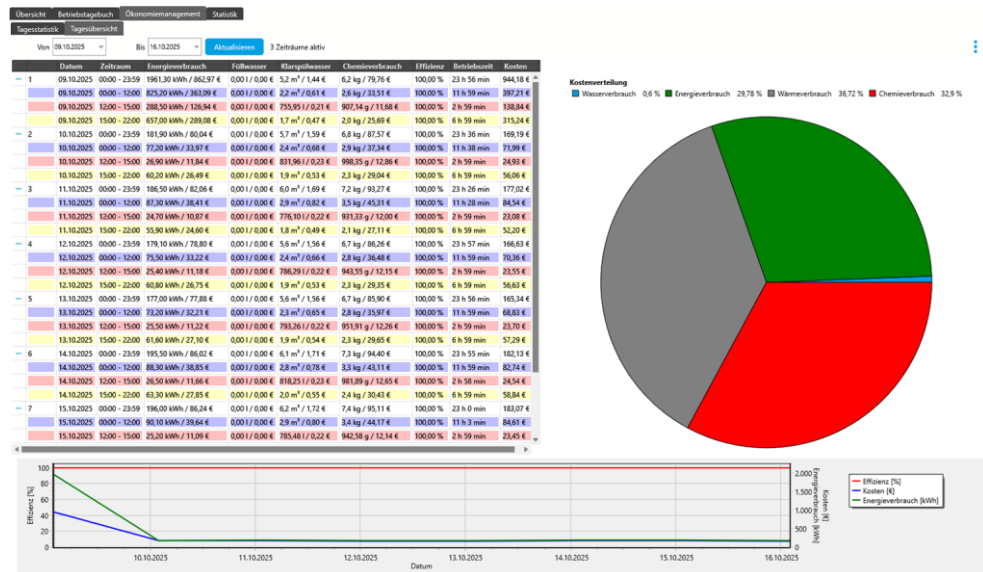 Übersicht Betriebstagebuch Ökonomiemanagement Statistik
Tagesstatistik Tagesübersicht
Von 09.10.2025 Bis 16.10.2025 Aktualisieren 3 Zeiträume aktiv
Datum Zeitraum Energieverbrauch Füllwasser Klarspülwasser Chemieverbrauch Effizienz Betriebszeit Kosten
1 09.10.2025 00:00 - 23:59 1961,30 kWh / 862,97 € 0,00 l / 0,00 € 5,2 m³ / 1,44 € 6,2 kg / 79,76 € 100,00 % 23 h 56 min 944,18 €
09.10.2025 00:00 - 12:00 825,20 kWh / 363,09 € 0,00 l / 0,00 € 2,2 m³ / 0,61 € 2,6 kg / 33,51 € 100,00 % 11 h 59 min 397,21 €
09.10.2025 12:00 - 15:00 288,50 kWh / 126,94 € 0,00 l / 0,00 € 755,95 l / 0,21 € 907,14 g / 11,68 € 100,00 % 2 h 59 min 138,84 €
09.10.2025 15:00 - 22:00 657,00 kWh / 289,08 € 0,00 l / 0,00 € 1,7 m³ / 0,47 € 2,0 kg / 25,69 € 100,00 % 6 h 59 min 315,24 €
2 10.10.2025 00:00 - 23:59 181,90 kWh / 80,04 € 0,00 l / 0,00 € 5,7 m³ / 1,59 € 6,8 kg / 87,57 € 100,00 % 23 h 36 min 169,19 €
10.10.2025 00:00 - 12:00 77,20 kWh / 33,97 € 0,00 l / 0,00 € 2,4 m³ / 0,68 € 2,9 kg / 37,34 € 100,00 % 11 h 38 min 71,99 €
10.10.2025 12:00 - 15:00 26,90 kWh / 11,84 € 0,00 l / 0,00 € 831,96 l / 0,23 € 998,35 g / 12,86 € 100,00 % 2 h 59 min 24,93 €
10.10.2025 15:00 - 22:00 60,20 kWh / 26,49 € 0,00 l / 0,00 € 1,9 m³ / 0,53 € 2,3 kg / 29,04 € 100,00 % 6 h 59 min 56,06 €
3 11.10.2025 00:00 - 23:59 186,50 kWh / 82,06 € 0,00 l / 0,00 € 6,0 m³ / 1,69 € 7,2 kg / 93,27 € 100,00 % 23 h 26 min 177,02 €
11.10.2025 00:00 - 12:00 87,30 kWh / 38,41 € 0,00 l / 0,00 € 2,9 m³ / 0,82 € 3,5 kg / 45,31 € 100,00 % 11 h 28 min 84,54 €
11.10.2025 12:00 - 15:00 24,70 kWh / 10,87 € 0,00 l / 0,00 € 776,10 l / 0,22 € 931,33 g / 12,00 € 100,00 % 2 h 59 min 23,08 €
11.10.2025 15:00 - 22:00 55,90 kWh / 24,60 € 0,00 l / 0,00 € 1,8 m³ / 0,49 € 2,1 kg / 27,11 € 100,00 % 6 h 59 min 52,20 €
4 12.10.2025 00:00 - 23:59 179,10 kWh / 78,80 € 0,00 l / 0,00 € 5,6 m³ / 1,56 € 6,7 kg / 86,26 € 100,00 % 23 h 57 min 166,63 €
12.10.2025 00:00 - 12:00 75,50 kWh / 33,22 € 0,00 l / 0,00 € 2,4 m³ / 0,66 € 2,8 kg / 36,48 € 100,00 % 11 h 59 min 70,36 €
12.10.2025 12:00 - 15:00 25,40 kWh / 11,18 € 0,00 l / 0,00 € 786,29 l / 0,22 € 943,55 g / 12,15 € 100,00 % 2 h 59 min 23,55 €
12.10.2025 15:00 - 22:00 60,80 kWh / 26,75 € 0,00 l / 0,00 € 1,9 m³ / 0,53 € 2,3 kg / 29,35 € 100,00 % 6 h 59 min 56,63 €
5 13.10.2025 00:00 - 23:59 177,00 kWh / 77,88 € 0,00 l / 0,00 € 5,6 m³ / 1,56 € 6,7 kg / 85,90 € 100,00 % 23 h 56 min 165,34 €
13.10.2025 00:00 - 12:00 73,20 kWh / 32,21 € 0,00 l / 0,00 € 2,3 m³ / 0,65 € 2,8 kg / 35,97 € 100,00 % 11 h 59 min 68,83 €
13.10.2025 12:00 - 15:00 25,50 kWh / 11,22 € 0,00 l / 0,00 € 793,26 l / 0,22 € 951,91 g / 12,26 € 100,00 % 2 h 59 min 23,70 €
13.10.2025 15:00 - 22:00 61,60 kWh / 27,10 € 0,00 l / 0,00 € 1,9 m³ / 0,54 € 2,3 kg / 29,65 € 100,00 % 6 h 59 min 57,29 €
6 14.10.2025 00:00 - 23:59 195,50 kWh / 86,02 € 0,00 l / 0,00 € 6,1 m³ / 1,71 € 7,3 kg / 94,40 € 100,00 % 23 h 55 min 182,13 €
14.10.2025 00:00 - 12:00 88,30 kWh / 38,85 € 0,00 l / 0,00 € 2,8 m³ / 0,78 € 3,3 kg / 43,11 € 100,00 % 11 h 59 min 82,74 €
14.10.2025 12:00 - 15:00 26,50 kWh / 11,66 € 0,00 l / 0,00 € 818,25 l / 0,23 € 981,89 g / 12,65 € 100,00 % 2 h 58 min 24,54 €
14.10.2025 15:00 - 22:00 63,30 kWh / 27,85 € 0,00 l / 0,00 € 2,0 m³ / 0,55 € 2,4 kg / 30,43 € 100,00 % 6 h 59 min 58,84 €
7 15.10.2025 00:00 - 23:59 196,00 kWh / 86,24 € 0,00 l / 0,00 € 6,2 m³ / 1,72 € 7,4 kg / 95,11 € 100,00 % 23 h 0 min 183,07 €
15.10.2025 00:00 - 12:00 90,10 kWh / 39,64 € 0,00 l / 0,00 € 2,9 m³ / 0,80 € 3,4 kg / 44,17 € 100,00 % 11 h 3 min 84,61 €
15.10.2025 12:00 - 15:00 25,20 kWh / 11,09 € 0,00 l / 0,00 € 785,48 l / 0,22 € 942,58 g / 12,14 € 100,00 % 2 h 59 min 23,45 €
Kostenverteilung
Wasserverbrauch 0,6 % Energieverbrauch 29,78 % Wärmeverbrauch 36,72 % Chemieverbrauch 32,9 %
Effizienz [%]
100
80
60
40
20
0
10.10.2025 11.10.2025 12.10.2025 13.10.2025 14.10.2025 15.10.2025 16.10.2025
Datum
2.000
1.500
1.000
500
0
Energieverbrauch [kWh]
Kosten [€]
Effizienz [%]
Kosten [€]
Energieverbrauch [kWh]